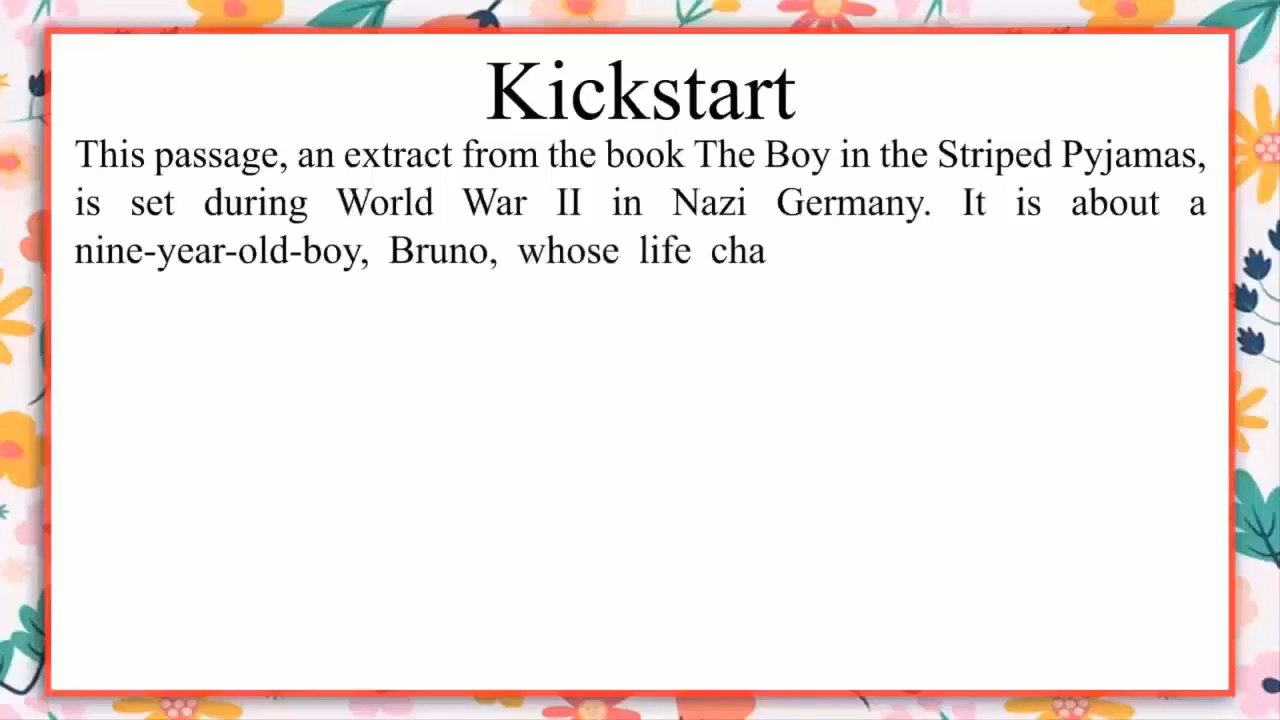 Kickstart
This passage, an extract from the book The Boy in the Striped Pyjamas,
is set during World War II in Nazi Germany. It is about a
nine-year-old-boy, Bruno, whose life cha